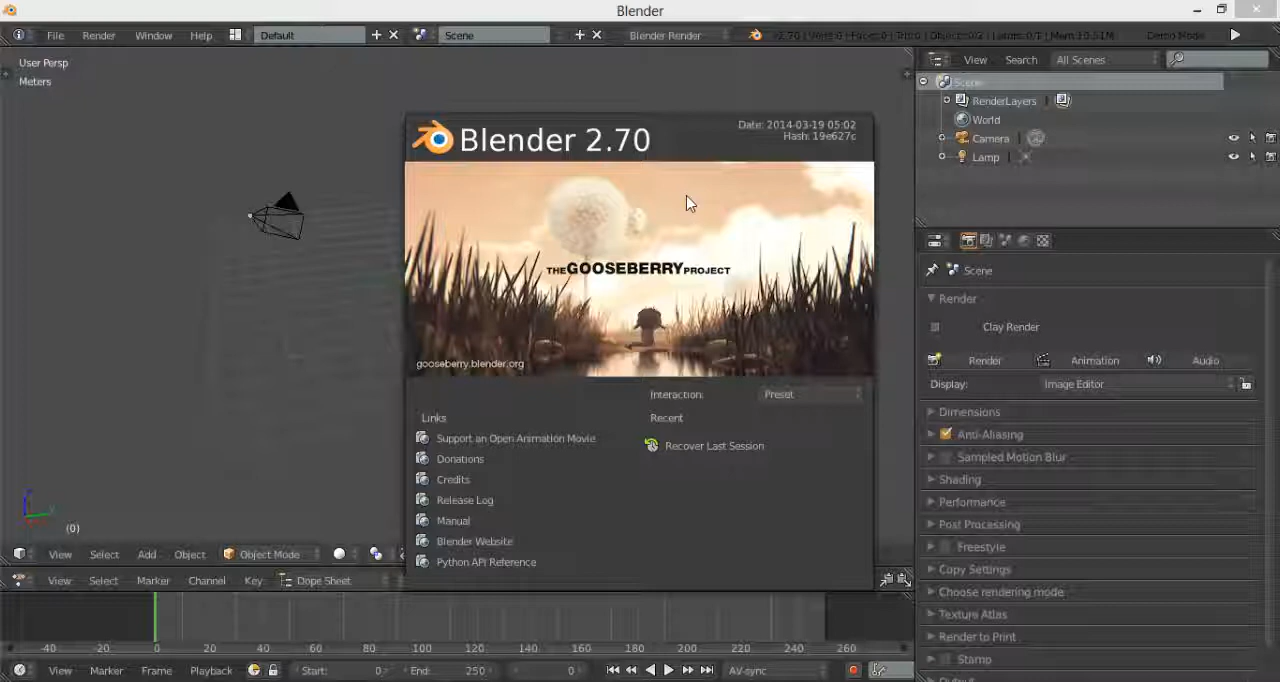 Blender
File Render Window Help Default Scene Blender Render
User Persp
Meters
View Search All Scenes
Scene
RenderLayers
World
Camera
Lamp
Blender 2.70
Date: 2014-03-19 05:02
Hash: 19e627c
THE GOOSEBERRY PROJECT
gooseberry.blender.org
Interaction: Preset
Links
Recent
Support an Open Animation Movie
Recover Last Session
Donations
Credits
Release Log
Manual
Blender Website
Python API Reference
Scene
Render
Clay Render
Render Animation Audio
Display: Image Editor
Dimensions
Anti-Aliasing
Sampled Motion Blur
Shading
Performance
Post Processing
Freestyle
Copy Settings
Choose rendering mode
Texture Atlas
Render to Print
Stamp
Output
(0)
View Select Add Object Object Mode
View Select Marker Channel Key Dope Sheet
-40 -20 0 20 40 60 80 100 120 140 160 180 200 220 240 260
View Marker Frame Playback Start: 0 End: 250 0 AV-sync